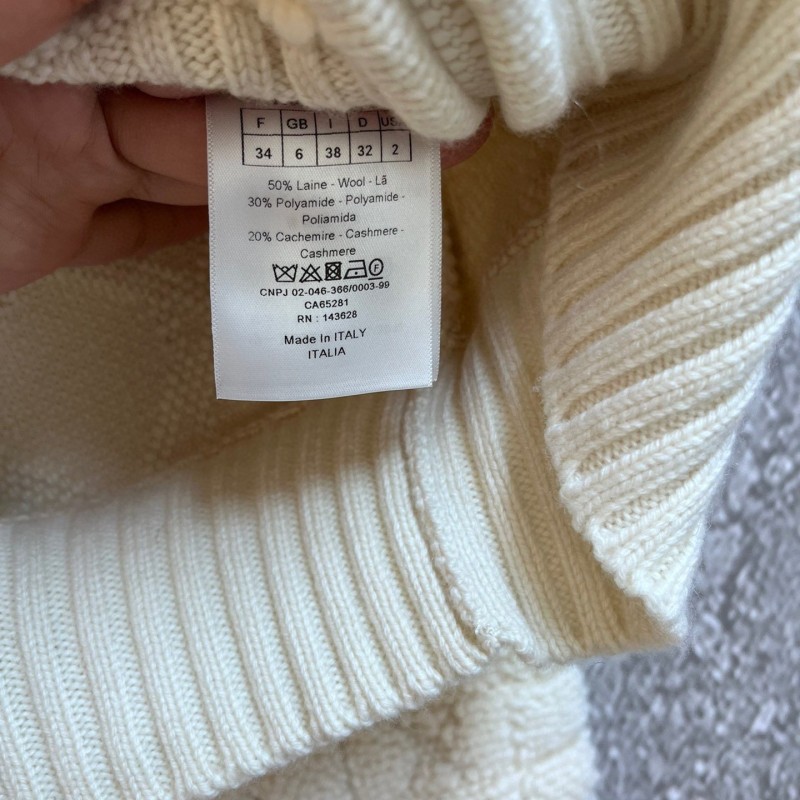 F GB I D US
34 6 38 32 2
50% Laine - Wool - Lã
30% Polyamide - Polyamide -
Poliamida
20% Cachemire - Cashmere -
Cashmere
CNPJ 02-046-366/0003-99
CA65281
RN : 143628
Made In ITALY
ITALIA